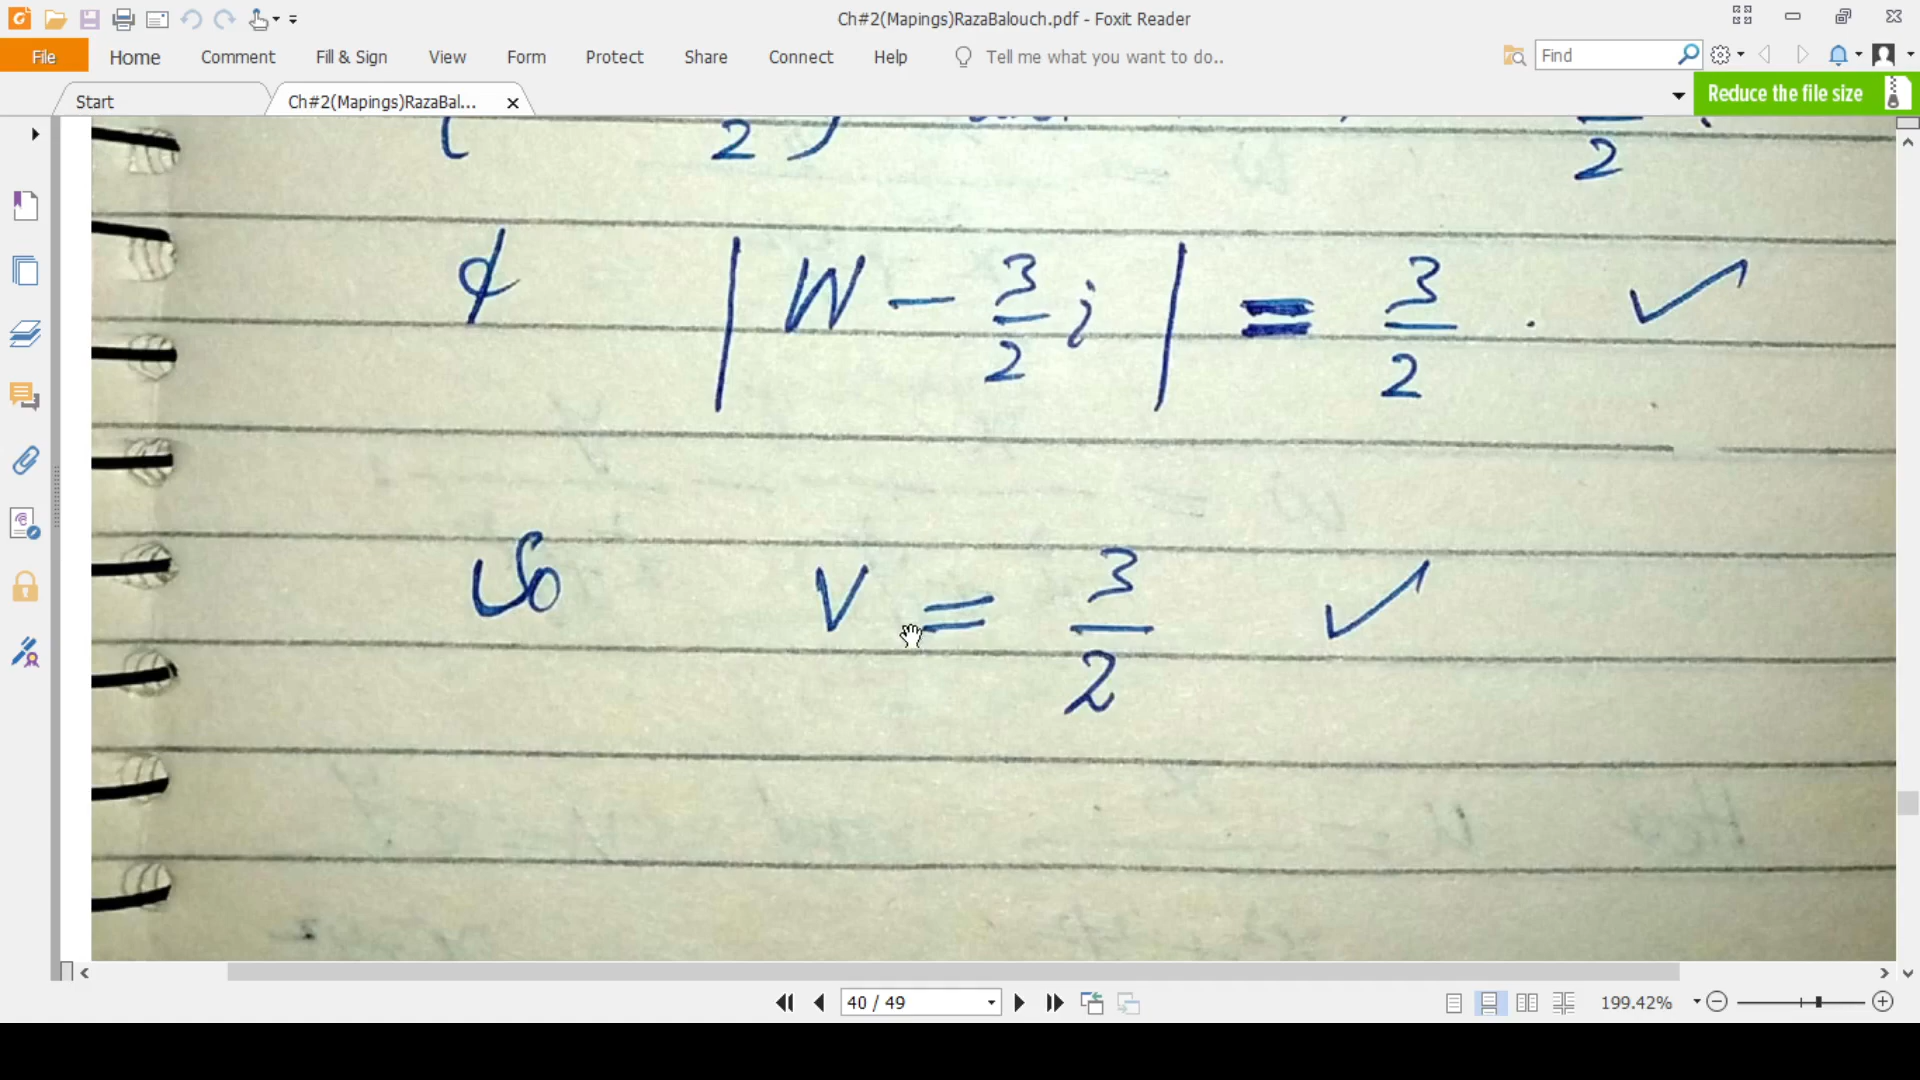 Ch#2(Mapings)RazaBalouch.pdf - Foxit Reader
File Home Comment Fill & Sign View Form Protect Share Connect Help Tell me what you want to do.. Find
Start Ch#2(Mapings)RazaBal... Reduce the file size
( 2 ) 2 .
& | W - 3/2 i | = 3/2 . ✓
So V = 3/2 ✓
40 / 49 199.42%